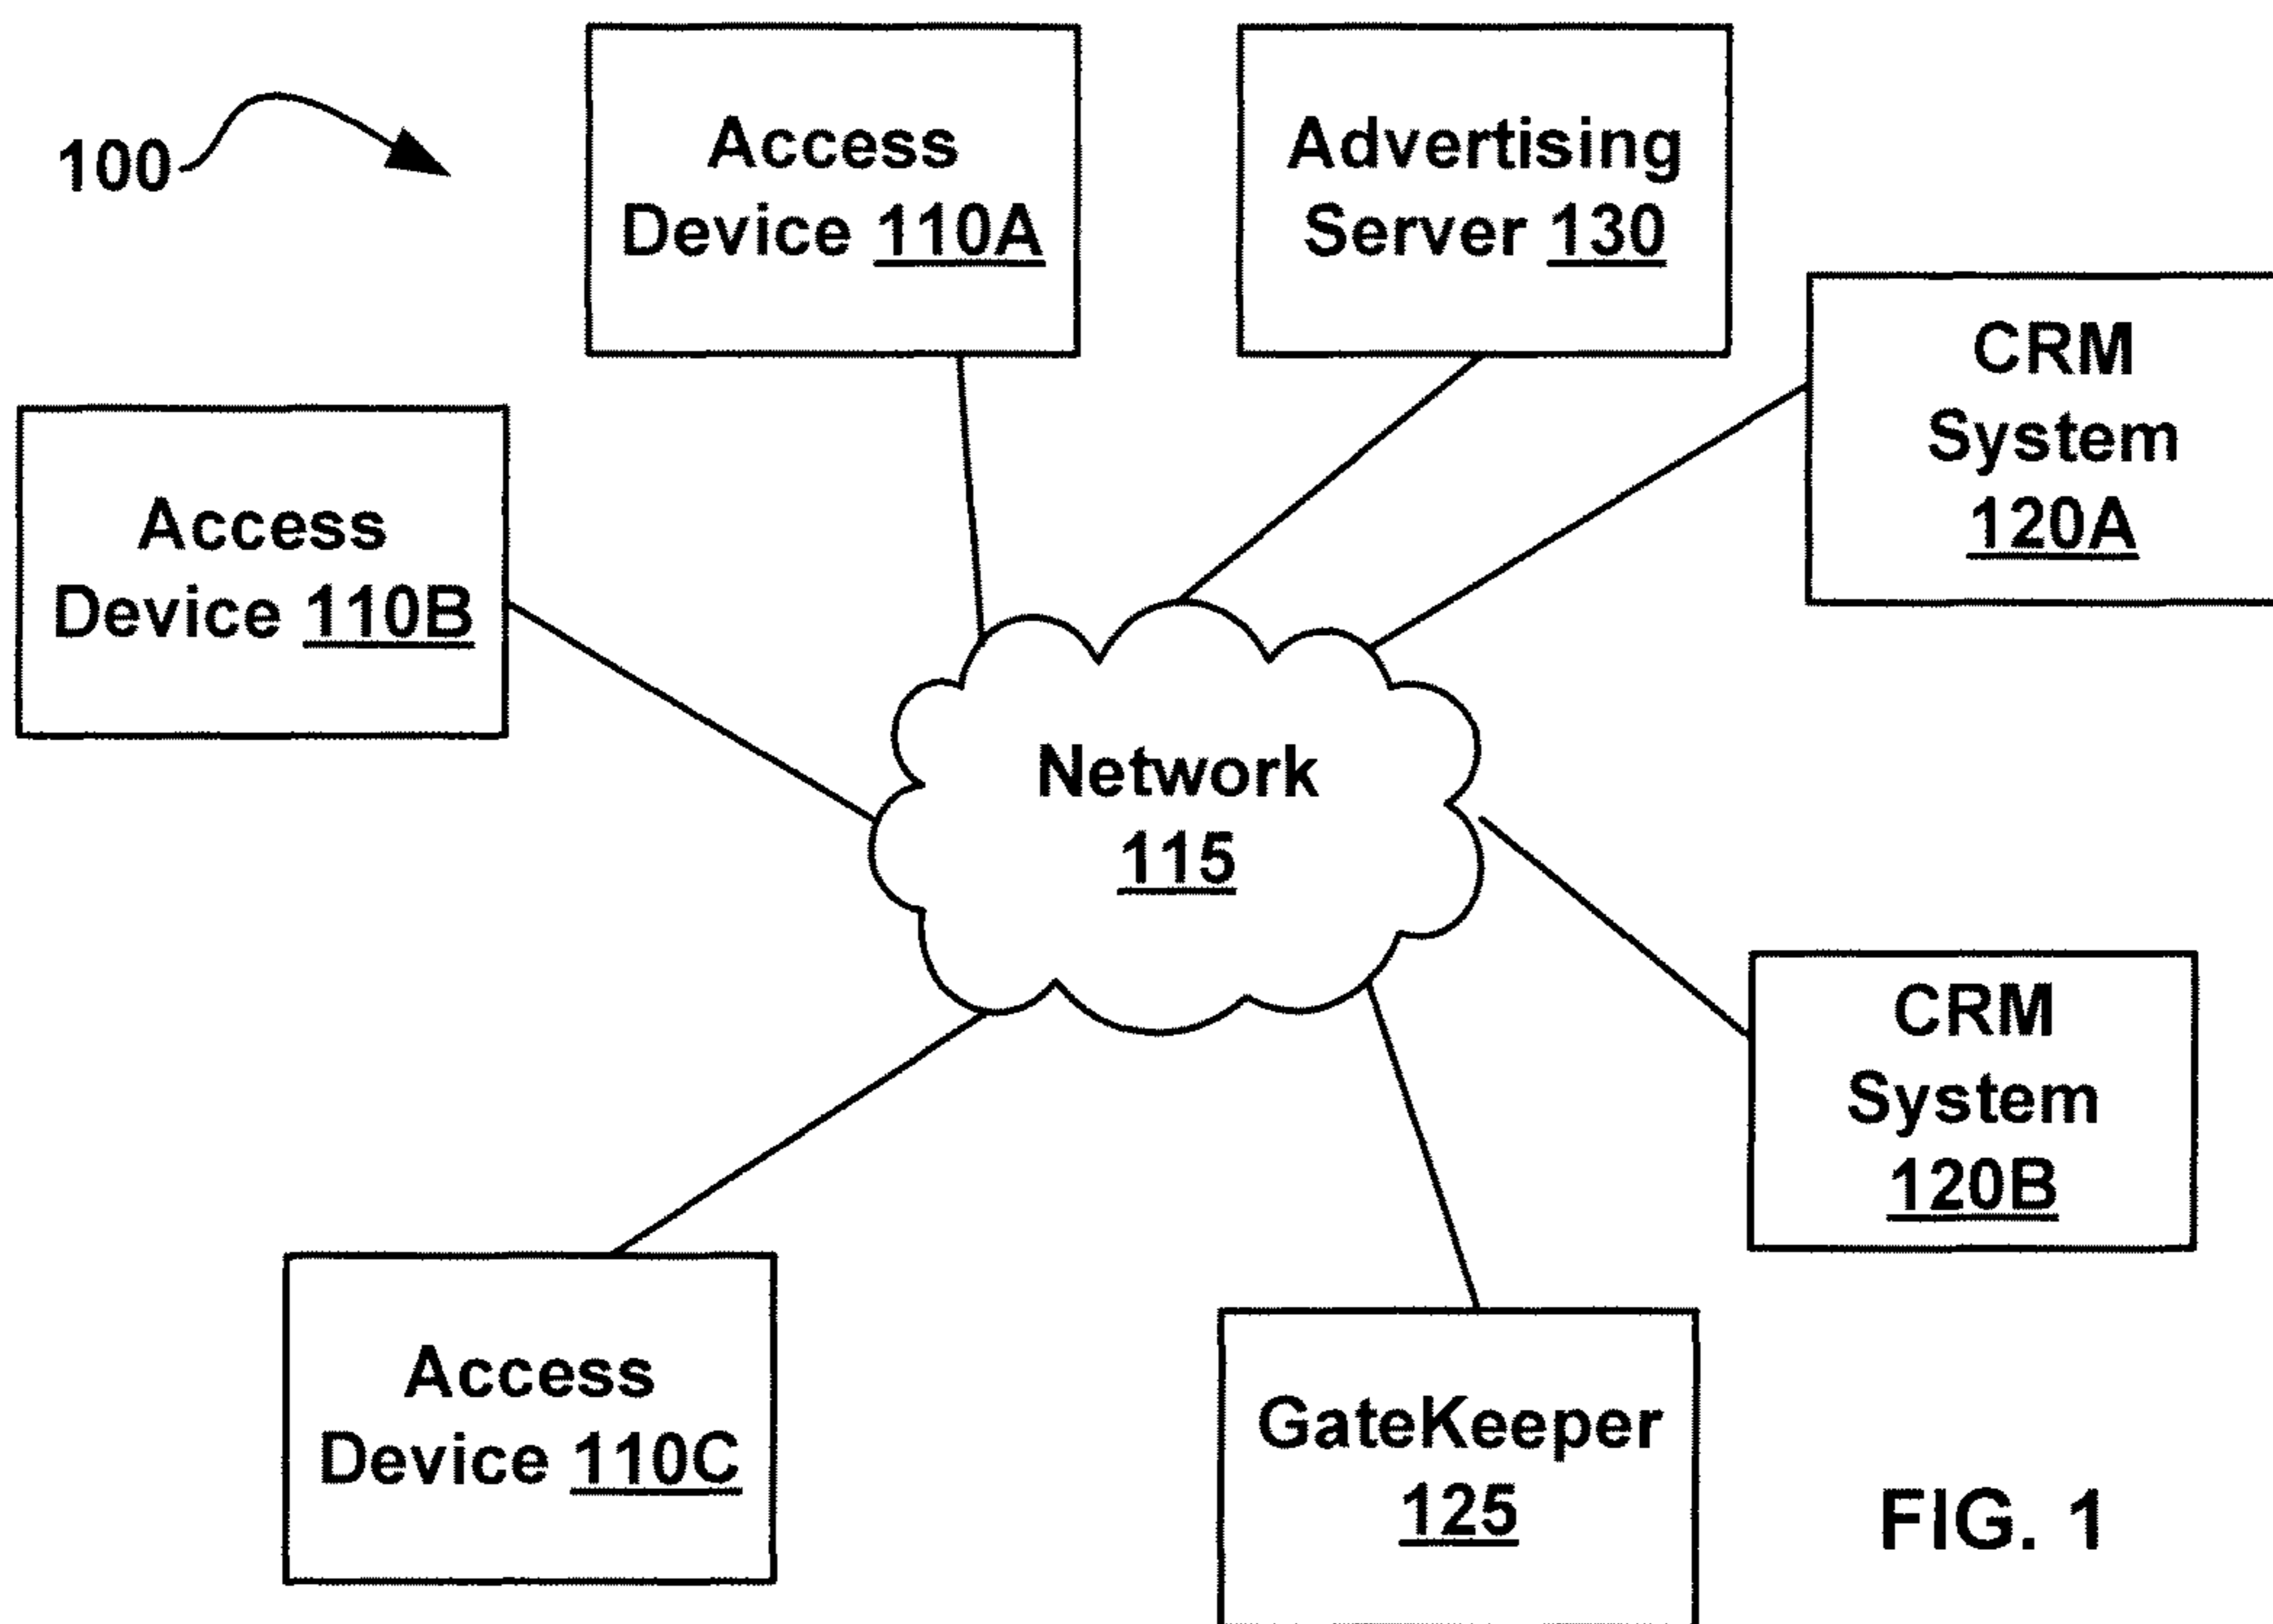 100
Access
Device 110A
Advertising
Server 130
CRM
System
120A
Access
Device 110B
Network
115
CRM
System
120B
Access
Device 110C
GateKeeper
125
FIG. 1